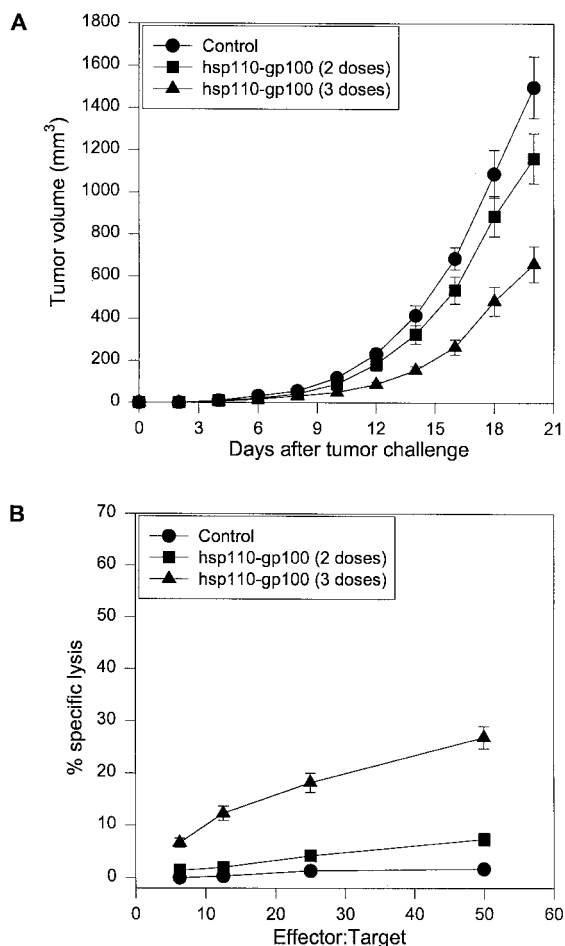 A
1800
1600
1400
1200
1000
800
600
400
200
0
Tumor volume (mm³)
Control
hsp110-gp100 (2 doses)
hsp110-gp100 (3 doses)
0 3 6 9 12 15 18 21
Days after tumor challenge
B
70
60
50
40
30
20
10
0
% specific lysis
Control
hsp110-gp100 (2 doses)
hsp110-gp100 (3 doses)
0 10 20 30 40 50 60
Effector:Target